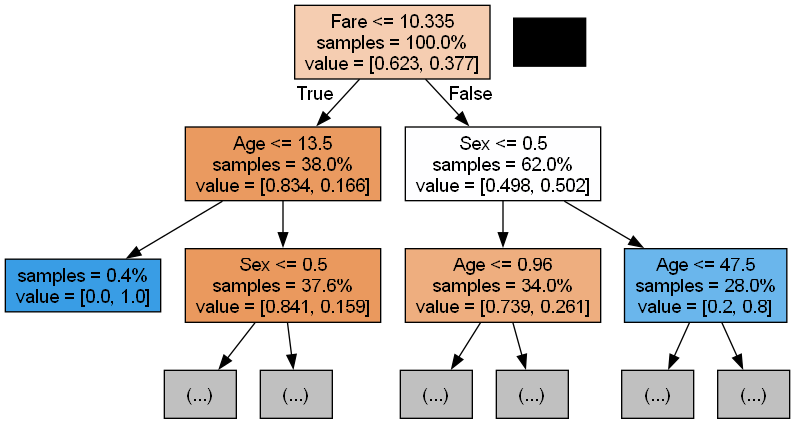 Fare <= 10.335
samples = 100.0%
value = [0.623, 0.377]
True
False
Age <= 13.5
samples = 38.0%
value = [0.834, 0.166]
Sex <= 0.5
samples = 62.0%
value = [0.498, 0.502]
samples = 0.4%
value = [0.0, 1.0]
Sex <= 0.5
samples = 37.6%
value = [0.841, 0.159]
Age <= 0.96
samples = 34.0%
value = [0.739, 0.261]
Age <= 47.5
samples = 28.0%
value = [0.2, 0.8]
(...)
(...)
(...)
(...)
(...)
(...)